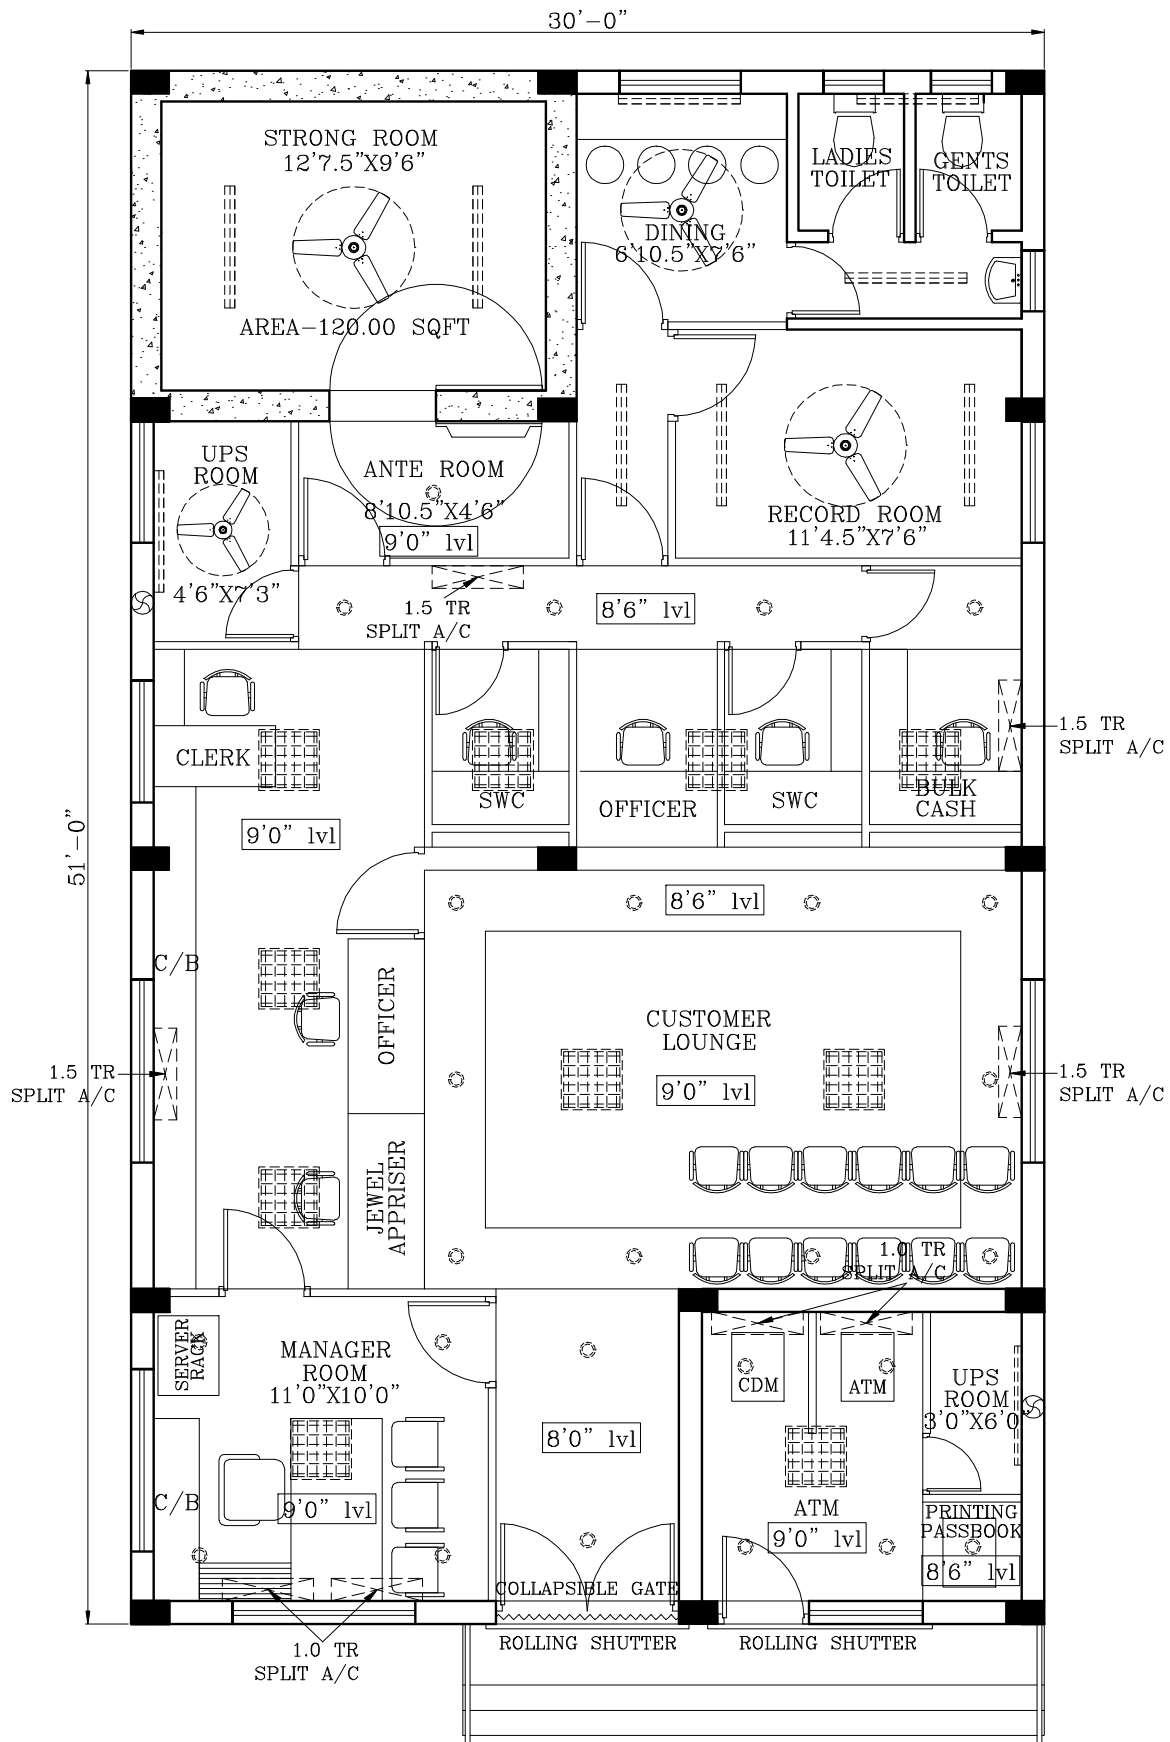 30'-0"
STRONG ROOM
12'7.5"X9'6"
AREA-120.00 SQFT
DINING
6'10.5"X7'6"
LADIES
TOILET
GENTS
TOILET
UPS
ROOM
4'6"X7'3"
ANTE ROOM
8'10.5"X4'6"
9'0" lvl
RECORD ROOM
11'4.5"X7'6"
1.5 TR
SPLIT A/C
8'6" lvl
1.5 TR
SPLIT A/C
CLERK
SWC
OFFICER
SWC
BULK
CASH
9'0" lvl
51'-0"
8'6" lvl
C/B
OFFICER
CUSTOMER
LOUNGE
9'0" lvl
1.5 TR
SPLIT A/C
1.5 TR
SPLIT A/C
JEWEL
APPRISER
1.0 TR
SPLIT A/C
SERVER
RACK
MANAGER
ROOM
11'0"X10'0"
CDM
ATM
UPS
ROOM
3'0"X6'0"
8'0" lvl
C/B
9'0" lvl
ATM
9'0" lvl
PRINTING
PASSBOOK
8'6" lvl
COLLAPSIBLE GATE
ROLLING SHUTTER
ROLLING SHUTTER
1.0 TR
SPLIT A/C